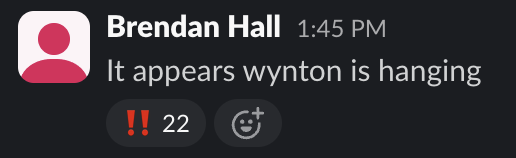 Brendan Hall 1:45 PM
It appears wynton is hanging
‼️ 22